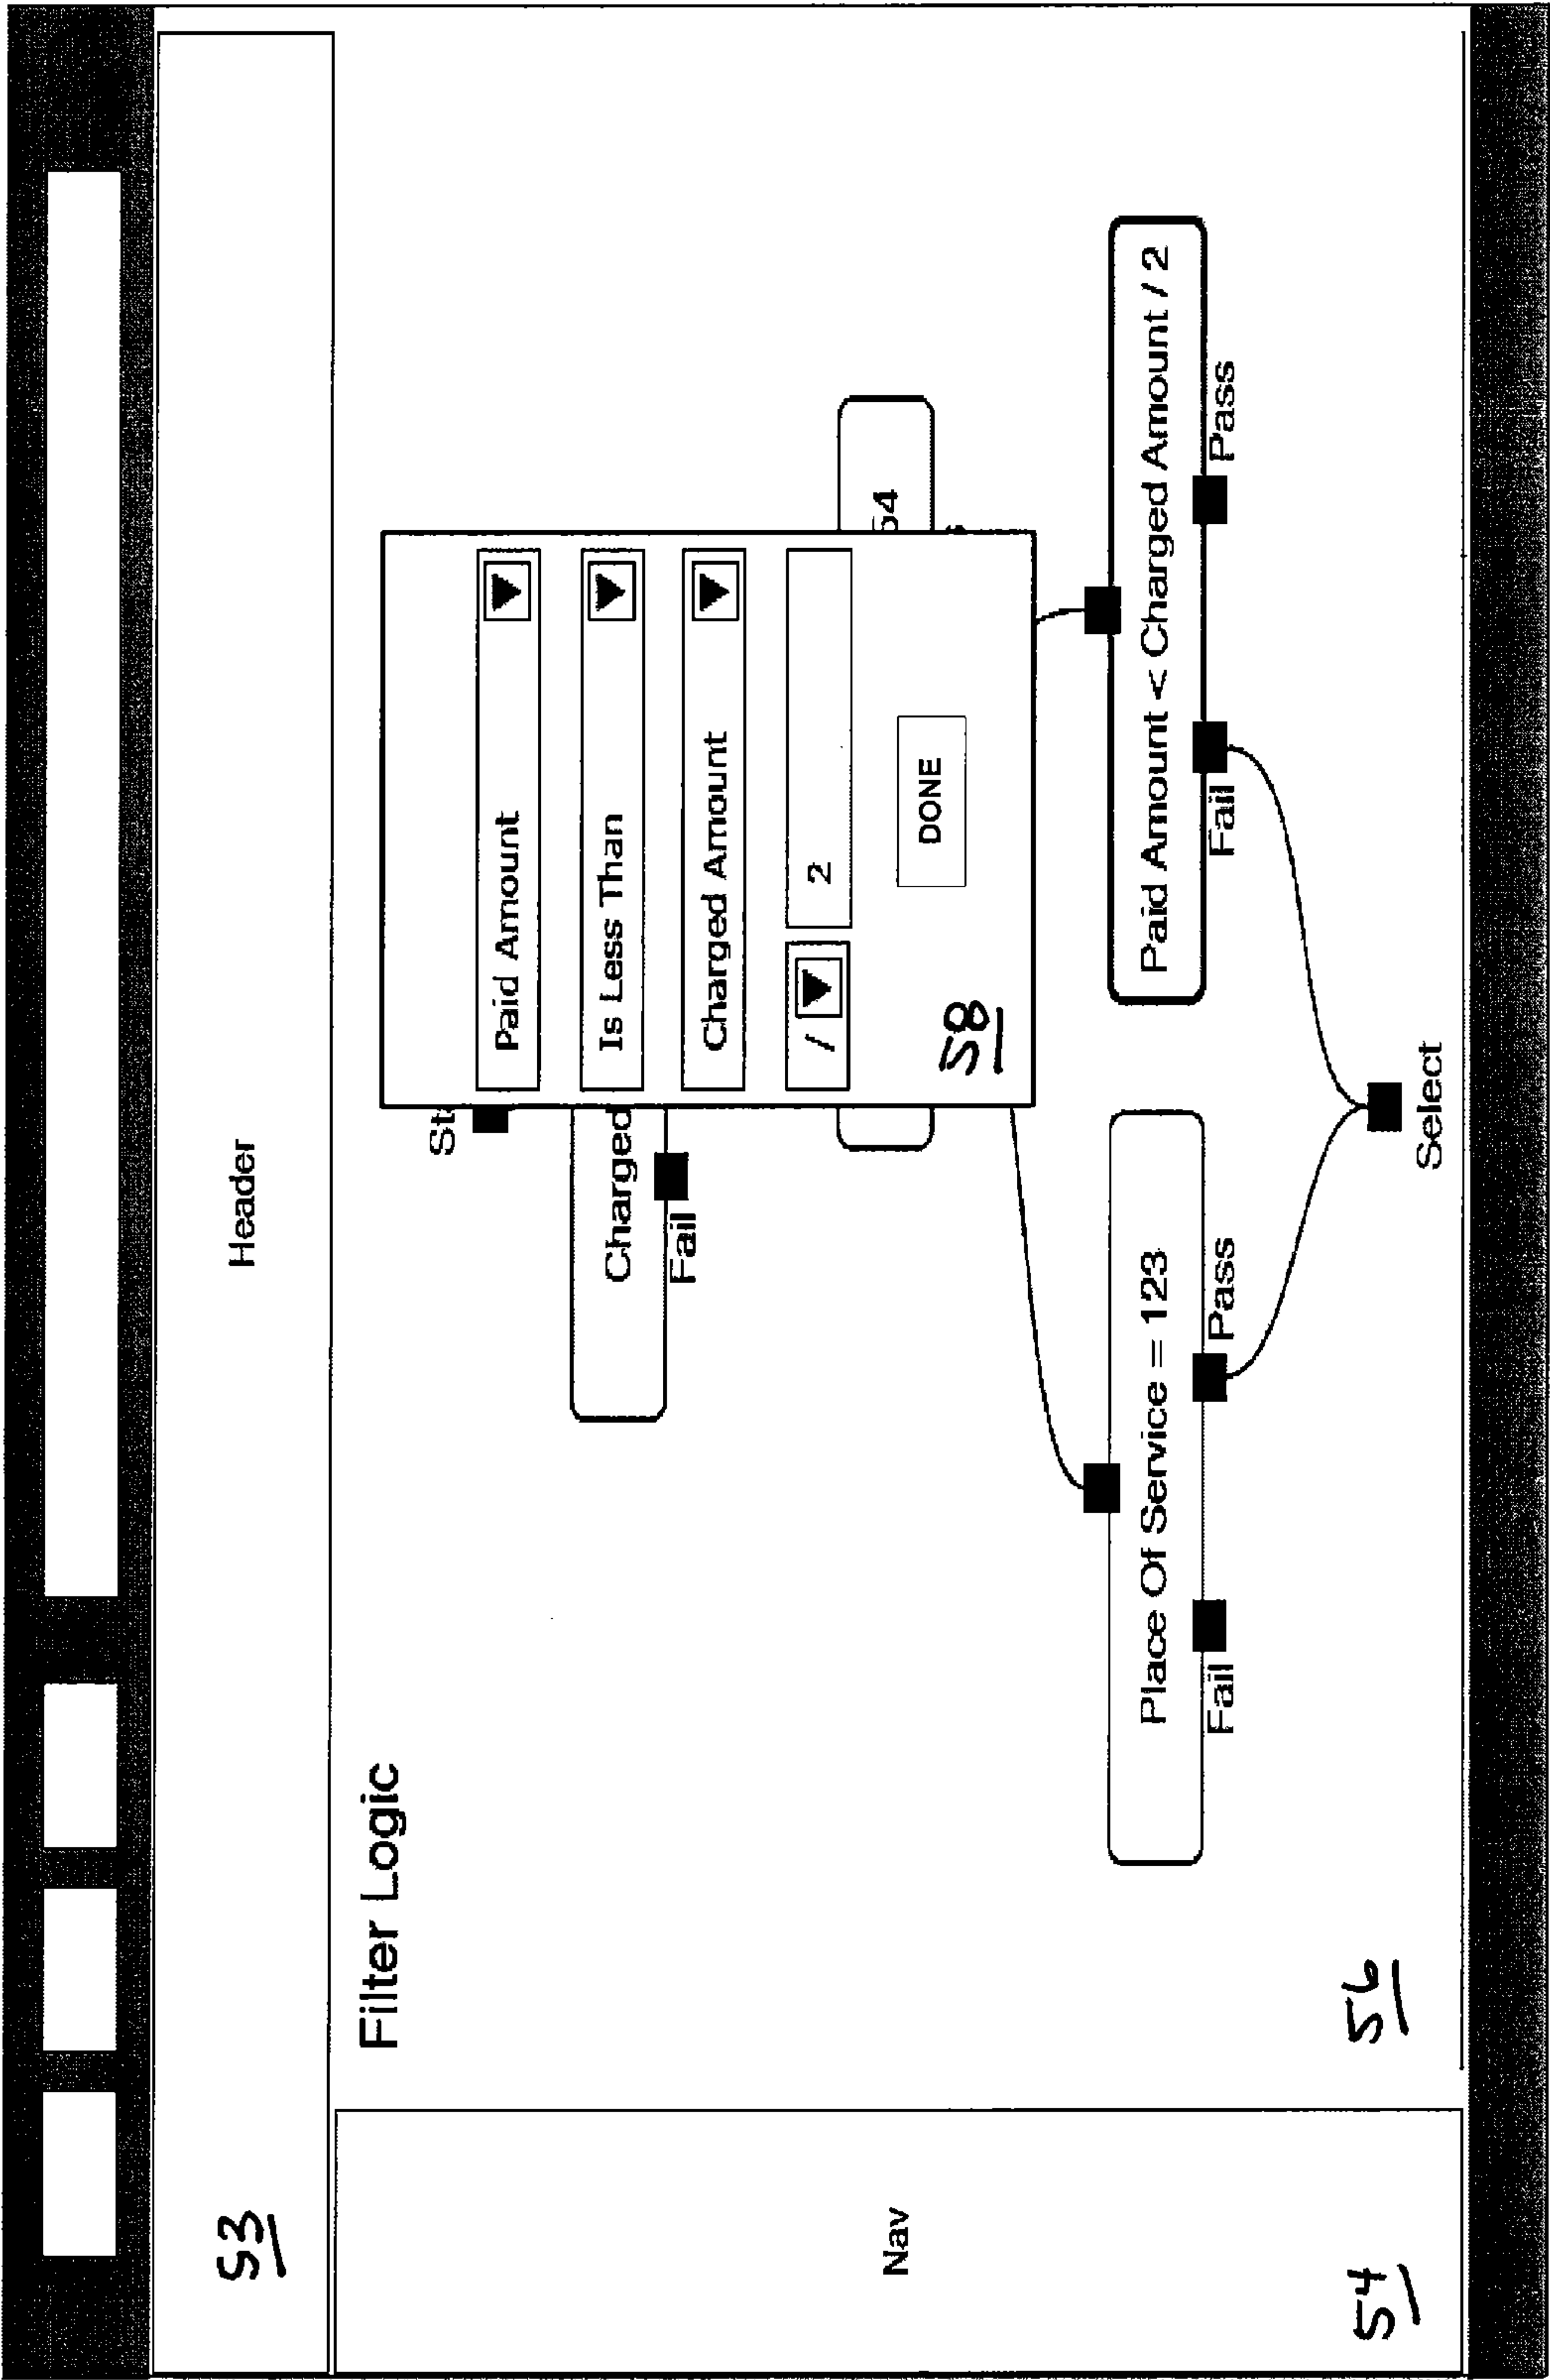 Header
53
Filter Logic
St
Paid Amount
Is Less Than
Charged Amount
/ 2
DONE
58
Charged
Fail
54
Place Of Service = 123
Fail Pass
Paid Amount < Charged Amount / 2
Fail Pass
Select
Nav
54
56